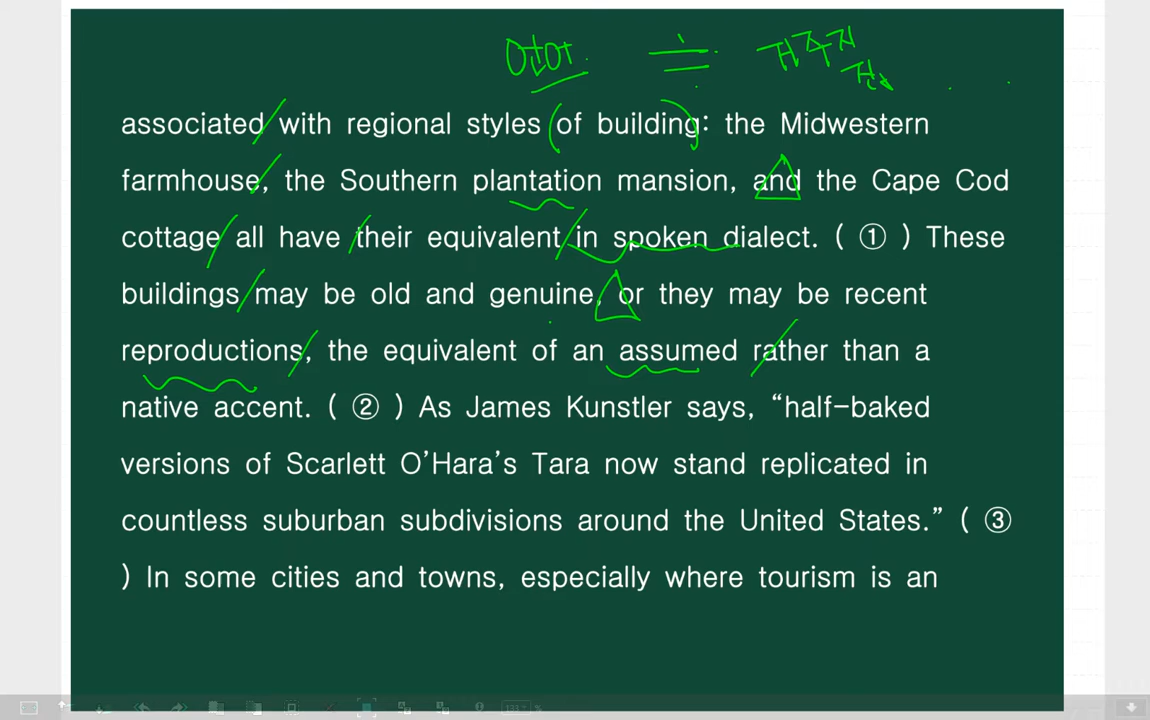 언어 ≒ 거주지
associated with regional styles of building: the Midwestern
farmhouse, the Southern plantation mansion, and the Cape Cod
cottage all have their equivalent in spoken dialect. ( ① ) These
buildings may be old and genuine, or they may be recent
reproductions, the equivalent of an assumed rather than a
native accent. ( ② ) As James Kunstler says, “half-baked
versions of Scarlett O’Hara’s Tara now stand replicated in
countless suburban subdivisions around the United States.” ( ③
) In some cities and towns, especially where tourism is an
133 %